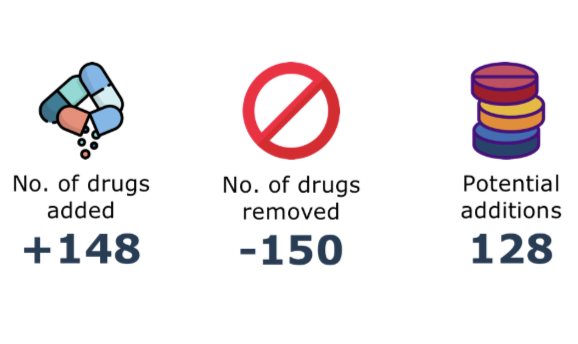 No. of drugs
added
+148
No. of drugs
removed
-150
Potential
additions
128